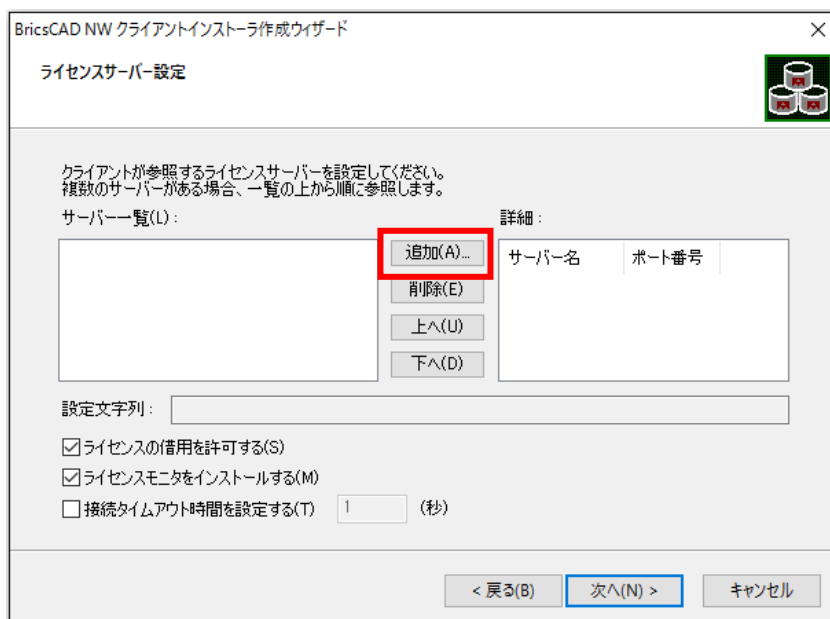 BricsCAD NW クライアントインストーラ作成ウィザード
ライセンスサーバー設定
クライアントが参照するライセンスサーバーを設定してください。
複数のサーバーがある場合、一覧の上から順に参照します。
サーバー一覧(L)：
詳細：
追加(A)...
サーバー名
ポート番号
削除(E)
上へ(U)
下へ(D)
設定文字列：
ライセンスの借用を許可する(S)
ライセンスモニタをインストールする(M)
接続タイムアウト時間を設定する(T) 1 (秒)
< 戻る(B) 次へ(N) > キャンセル